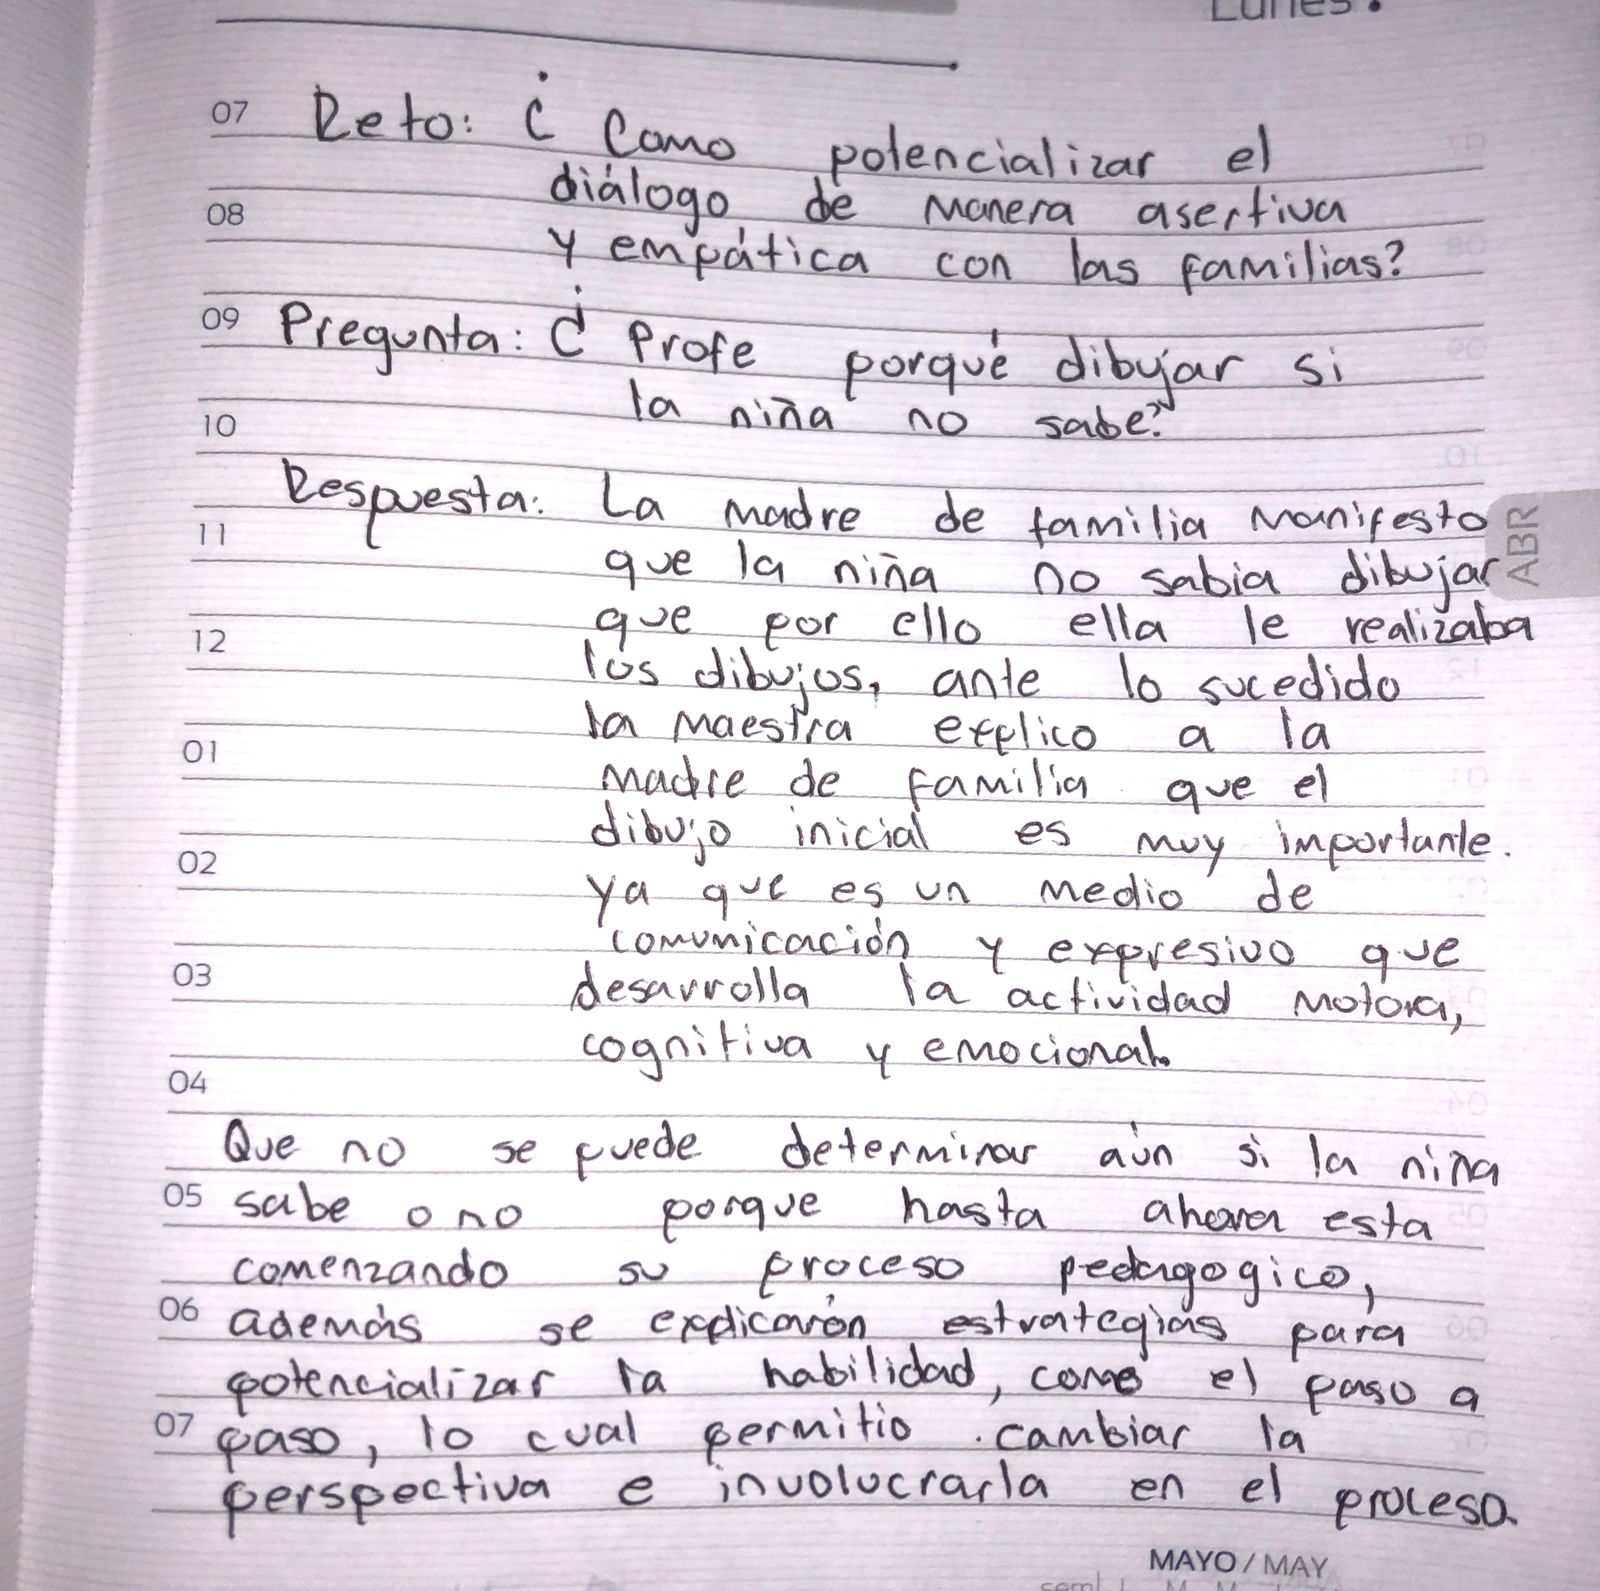 Lunes.
07 Reto: ¿ Como potencializar el
diálogo de manera asertiva
08
y empática con las familias?
09 Pregunta: ¿ Profe porqué dibujar si
la niña no sabe?
10
Respuesta: La madre de familia manifesto
ABR
11
que la niña no sabia dibujar
que por ello ella le realizaba
12
los dibujos, ante lo sucedido
la maestra explico a la
01
madre de familia que el
dibujo inicial es muy importante.
02
ya que es un medio de
comunicación y expresivo que
03
desarrolla la actividad motora,
cognitiva y emocional.
04
Que no se puede determinar aún si la niña
05 sabe o no porque hasta ahora esta
comenzando su proceso pedagogico,
06 además se explicarón estrategias para
potencializar la habilidad, como el paso a
07 paso, lo cual permitio cambiar la
perspectiva e involucrarla en el proceso.
MAYO / MAY